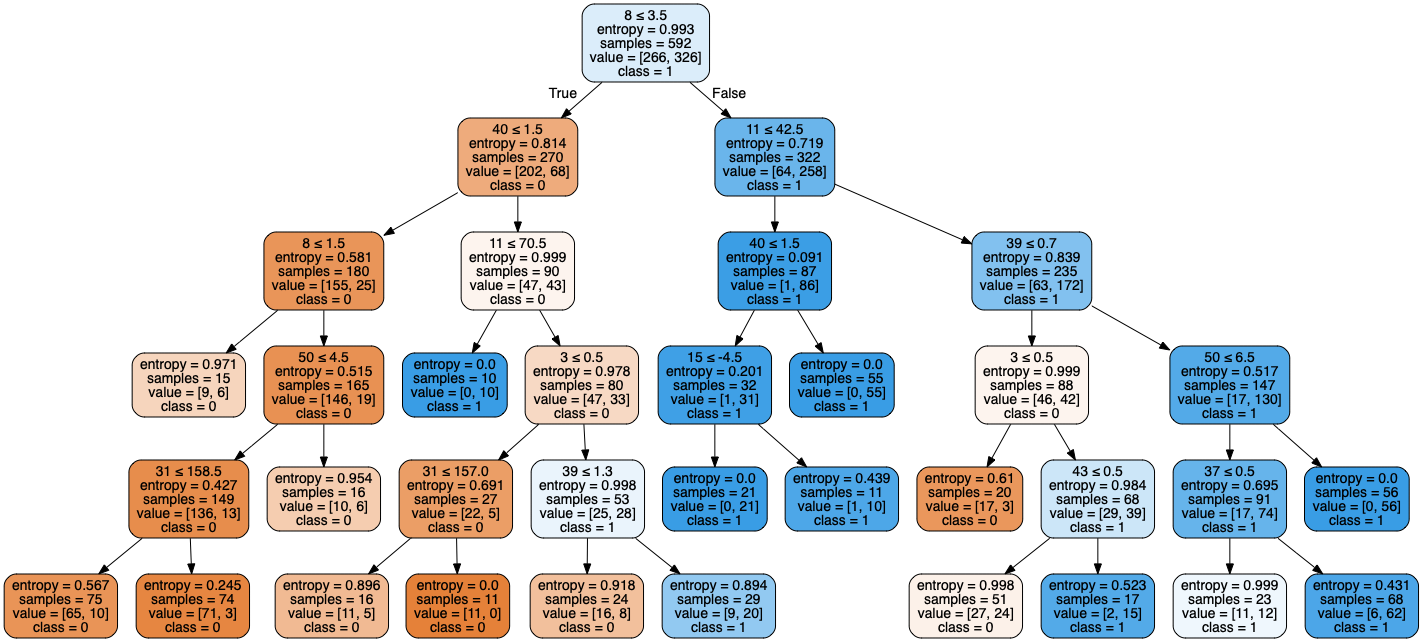 8 ≤ 3.5
entropy = 0.993
samples = 592
value = [266, 326]
class = 1
True
False
40 ≤ 1.5
entropy = 0.814
samples = 270
value = [202, 68]
class = 0
11 ≤ 42.5
entropy = 0.719
samples = 322
value = [64, 258]
class = 1
8 ≤ 1.5
entropy = 0.581
samples = 180
value = [155, 25]
class = 0
11 ≤ 70.5
entropy = 0.999
samples = 90
value = [47, 43]
class = 0
40 ≤ 1.5
entropy = 0.091
samples = 87
value = [1, 86]
class = 1
39 ≤ 0.7
entropy = 0.839
samples = 235
value = [63, 172]
class = 1
entropy = 0.971
samples = 15
value = [9, 6]
class = 0
50 ≤ 4.5
entropy = 0.515
samples = 165
value = [146, 19]
class = 0
entropy = 0.0
samples = 10
value = [0, 10]
class = 1
3 ≤ 0.5
entropy = 0.978
samples = 80
value = [47, 33]
class = 0
15 ≤ -4.5
entropy = 0.201
samples = 32
value = [1, 31]
class = 1
entropy = 0.0
samples = 55
value = [0, 55]
class = 1
3 ≤ 0.5
entropy = 0.999
samples = 88
value = [46, 42]
class = 0
50 ≤ 6.5
entropy = 0.517
samples = 147
value = [17, 130]
class = 1
31 ≤ 158.5
entropy = 0.427
samples = 149
value = [136, 13]
class = 0
entropy = 0.954
samples = 16
value = [10, 6]
class = 0
31 ≤ 157.0
entropy = 0.691
samples = 27
value = [22, 5]
class = 0
39 ≤ 1.3
entropy = 0.998
samples = 53
value = [25, 28]
class = 1
entropy = 0.0
samples = 21
value = [0, 21]
class = 1
entropy = 0.439
samples = 11
value = [1, 10]
class = 1
entropy = 0.61
samples = 20
value = [17, 3]
class = 0
43 ≤ 0.5
entropy = 0.984
samples = 68
value = [29, 39]
class = 1
37 ≤ 0.5
entropy = 0.695
samples = 91
value = [17, 74]
class = 1
entropy = 0.0
samples = 56
value = [0, 56]
class = 1
entropy = 0.567
samples = 75
value = [65, 10]
class = 0
entropy = 0.245
samples = 74
value = [71, 3]
class = 0
entropy = 0.896
samples = 16
value = [11, 5]
class = 0
entropy = 0.0
samples = 11
value = [11, 0]
class = 0
entropy = 0.918
samples = 24
value = [16, 8]
class = 0
entropy = 0.894
samples = 29
value = [9, 20]
class = 1
entropy = 0.998
samples = 51
value = [27, 24]
class = 0
entropy = 0.523
samples = 17
value = [2, 15]
class = 1
entropy = 0.999
samples = 23
value = [11, 12]
class = 1
entropy = 0.431
samples = 68
value = [6, 62]
class = 1